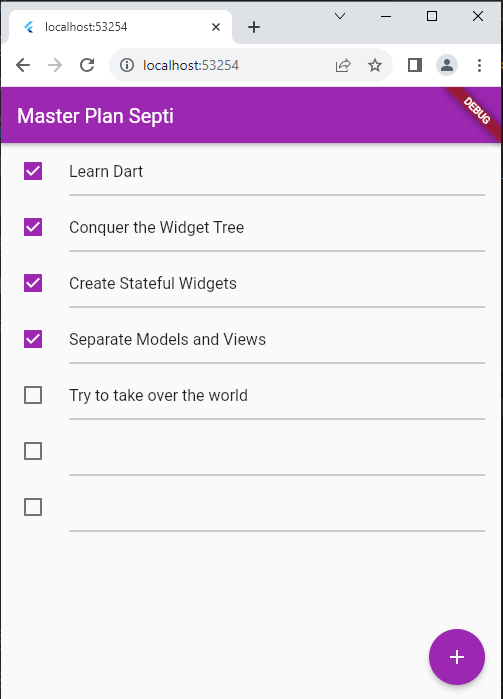 localhost:53254
localhost:53254
Master Plan Septi
DEBUG
Learn Dart
Conquer the Widget Tree
Create Stateful Widgets
Separate Models and Views
Try to take over the world